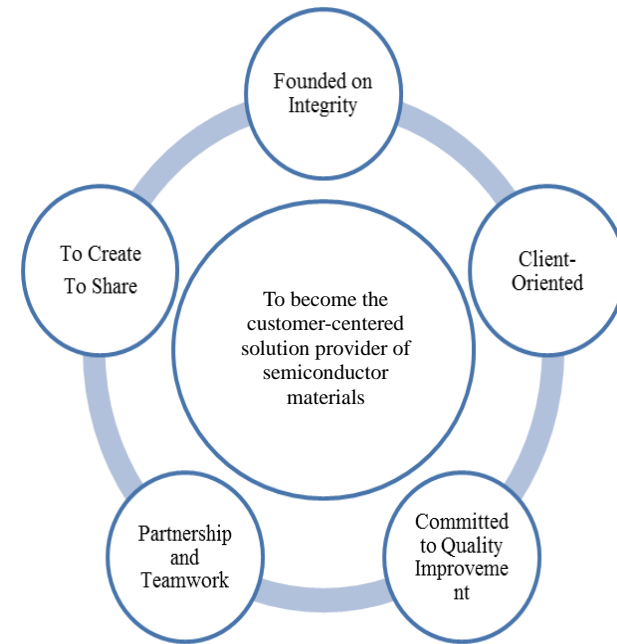 Founded on
Integrity
Client-
Oriented
To Create
To Share
To become the
customer-centered
solution provider of
semiconductor
materials
Committed
to Quality
Improveme
nt
Partnership
and
Teamwork